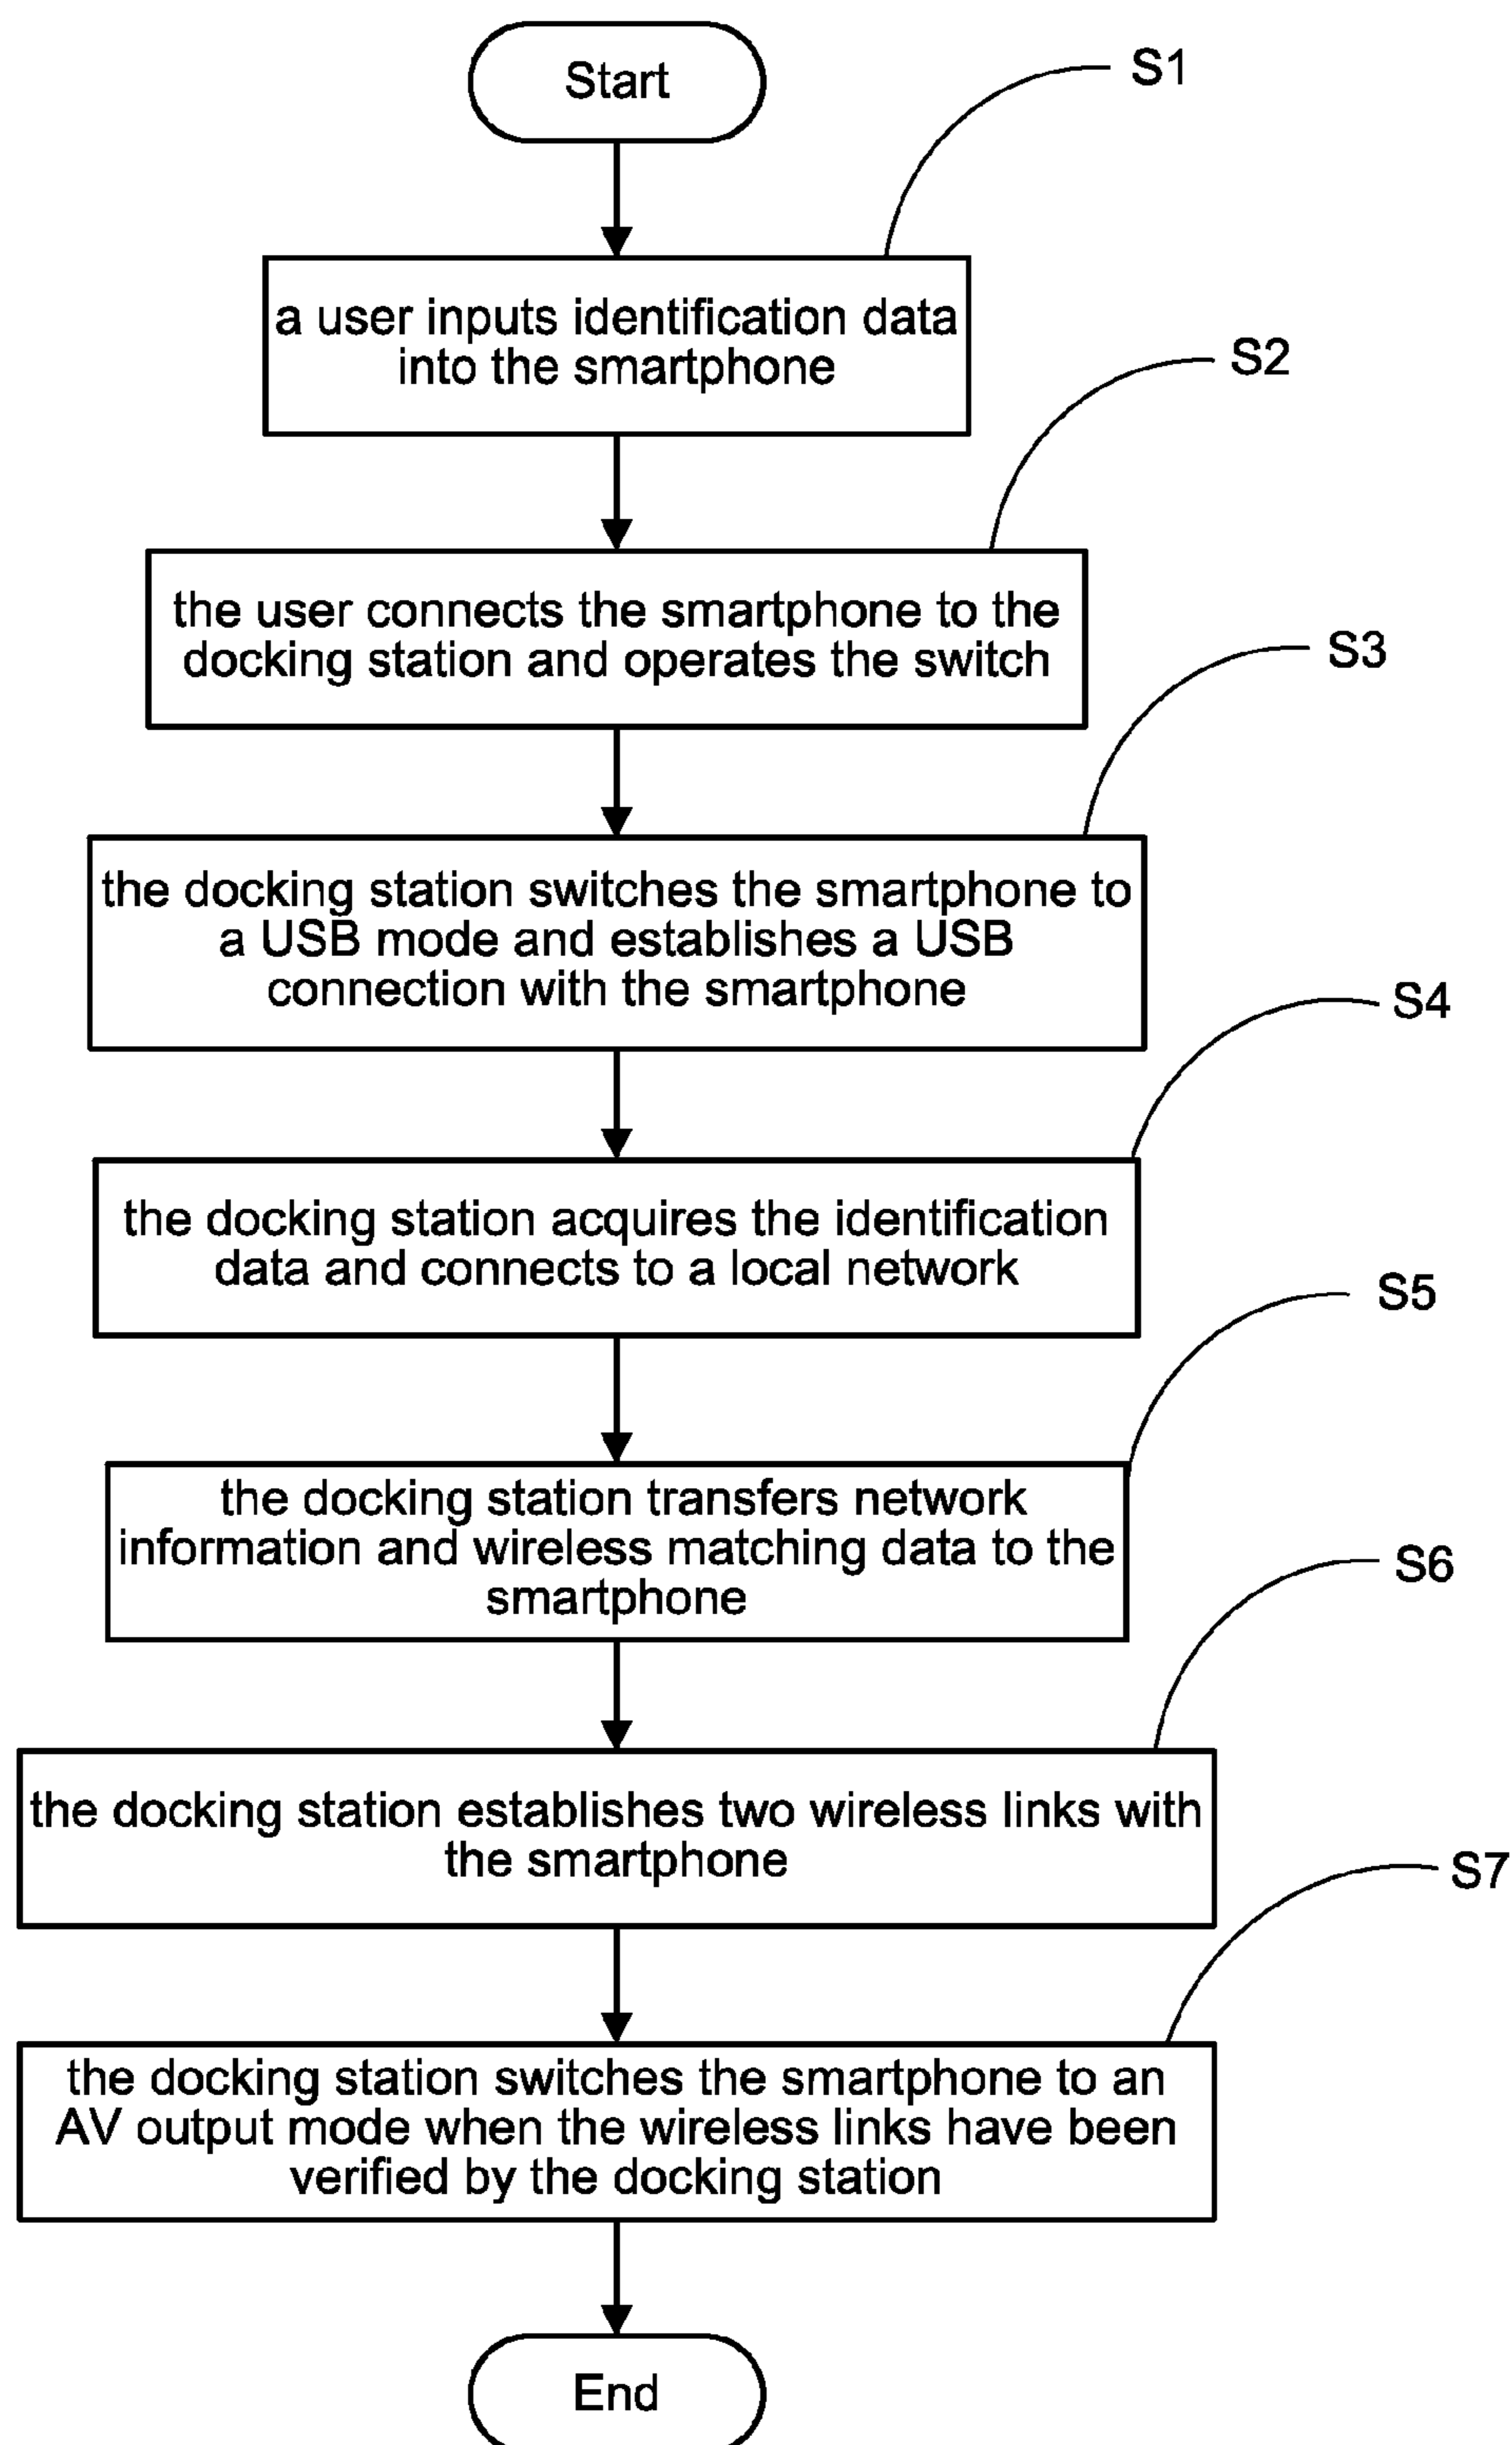 Start
S1
a user inputs identification data
into the smartphone
S2
the user connects the smartphone to the
docking station and operates the switch
S3
the docking station switches the smartphone to
a USB mode and establishes a USB
connection with the smartphone
S4
the docking station acquires the identification
data and connects to a local network
S5
the docking station transfers network
information and wireless matching data to the
smartphone
S6
the docking station establishes two wireless links with
the smartphone
S7
the docking station switches the smartphone to an
AV output mode when the wireless links have been
verified by the docking station
End